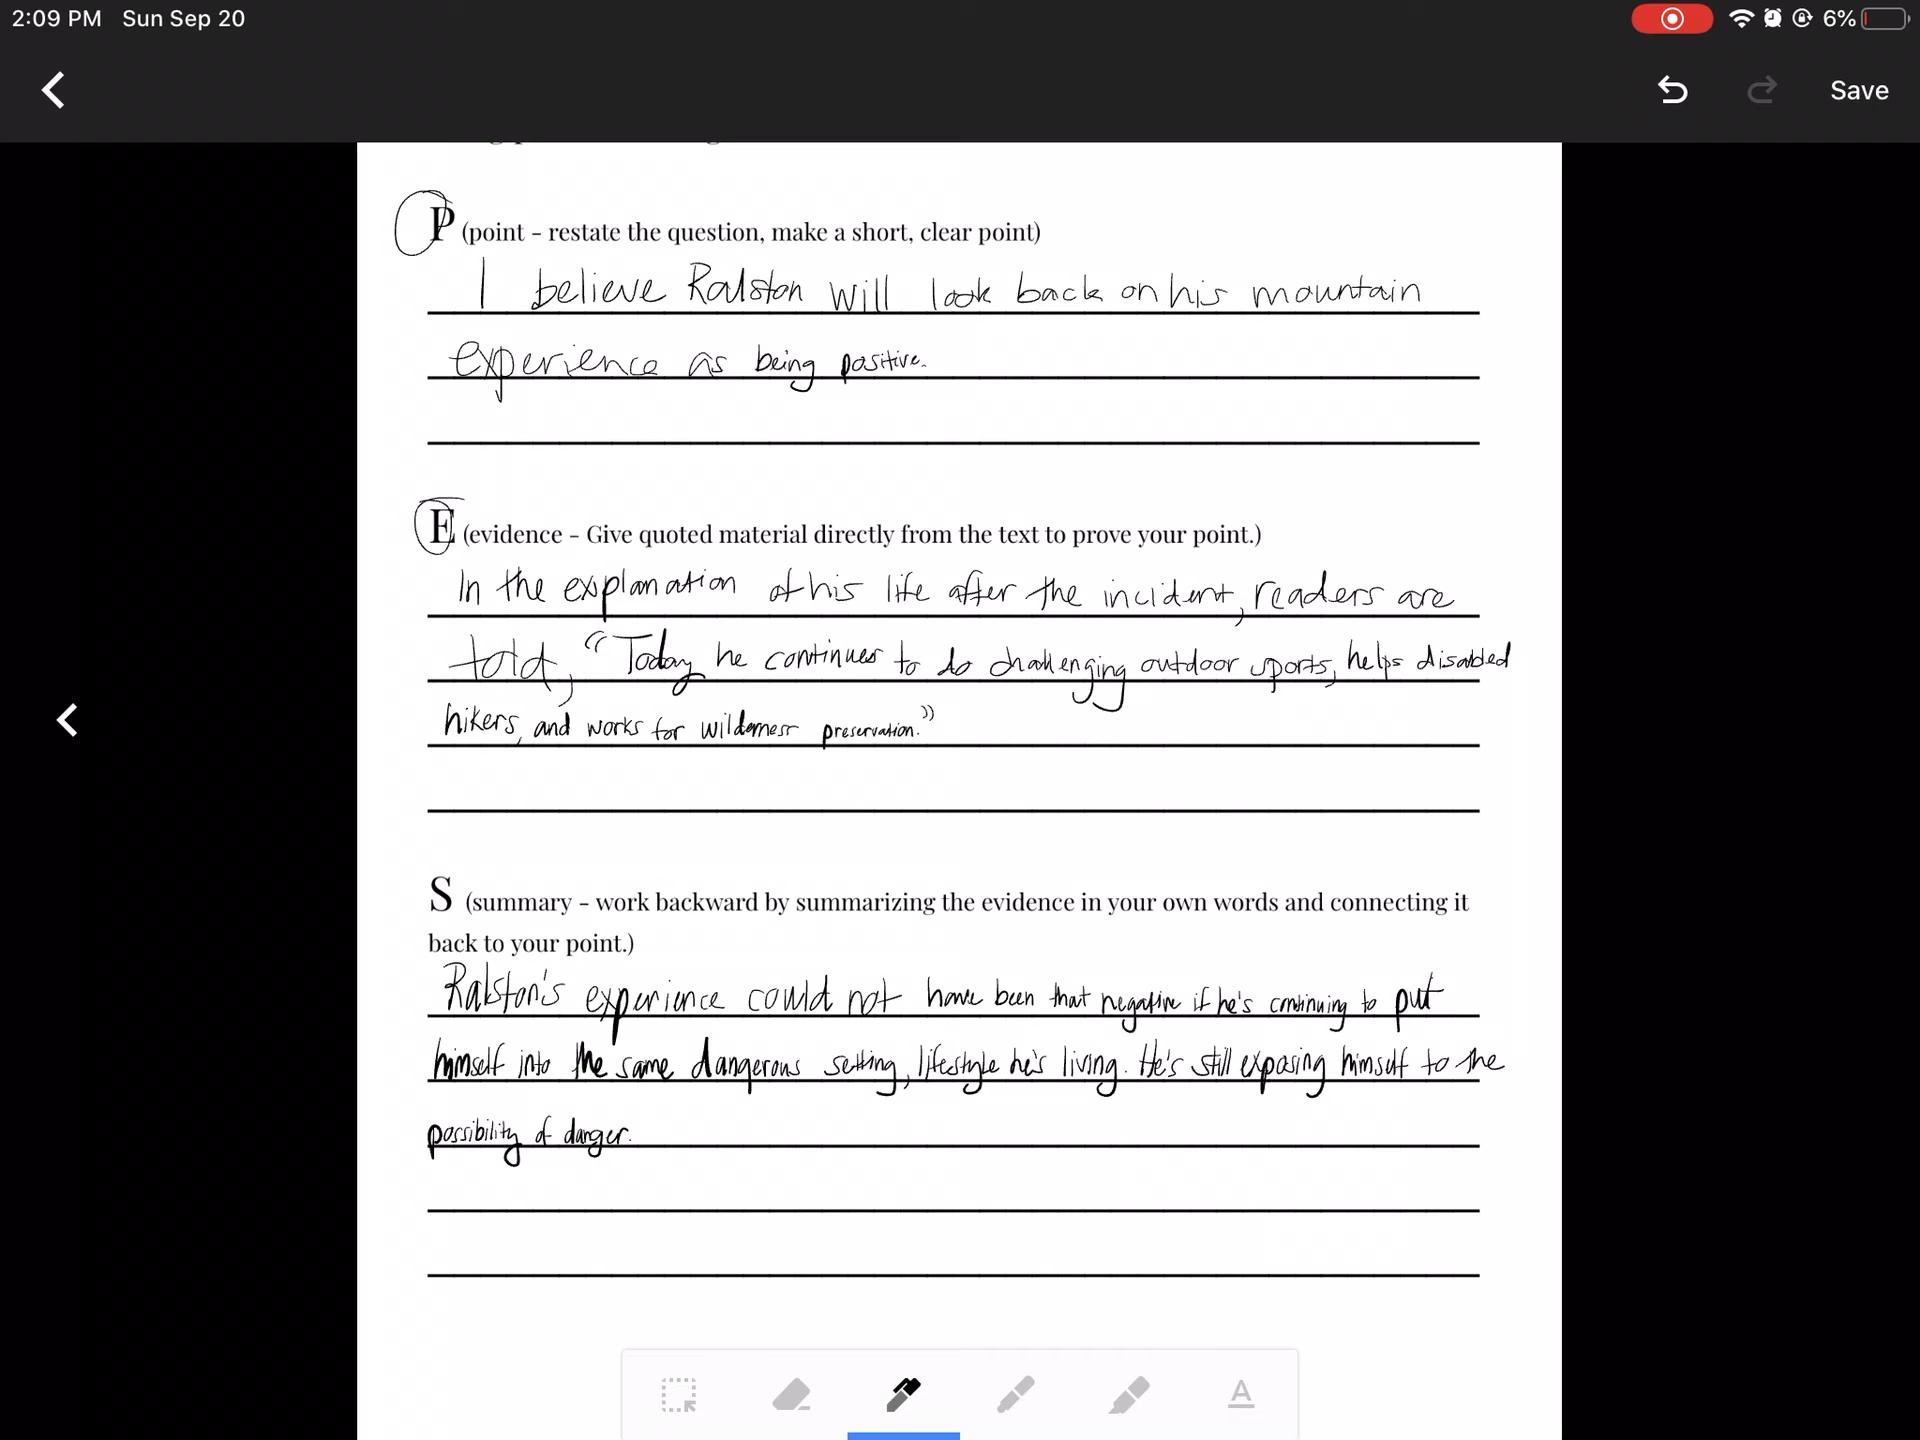 2:09 PM Sun Sep 20
6%
Save
P (point - restate the question, make a short, clear point)
I believe Ralston will look back on his mountain
experience as being positive.
E (evidence - Give quoted material directly from the text to prove your point.)
In the explanation of his life after the incident, readers are
told, "Today he continues to do challenging outdoor sports, helps disabled
hikers, and works for wilderness preservation."
S (summary - work backward by summarizing the evidence in your own words and connecting it
back to your point.)
Ralston's experience could not have been that negative if he's continuing to put
himself into the same dangerous setting, lifestyle he's living. He's still exposing himself to the
possibility of danger.
A